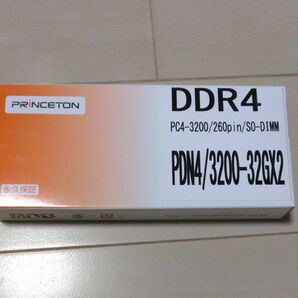 PRINCETON
DDR4
PC4-3200/260pin/SO-DIMM
PDN4/3200-32GX2
永久保証